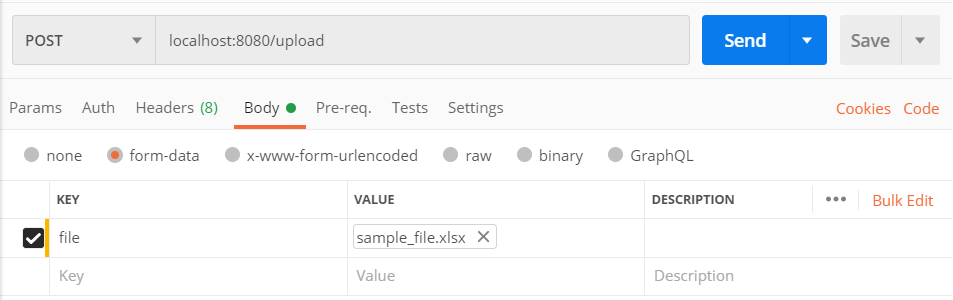 POST localhost:8080/upload Send Save
Params Auth Headers (8) Body Pre-req. Tests Settings Cookies Code
none form-data x-www-form-urlencoded raw binary GraphQL
KEY VALUE DESCRIPTION ••• Bulk Edit
file sample_file.xlsx
Key Value Description